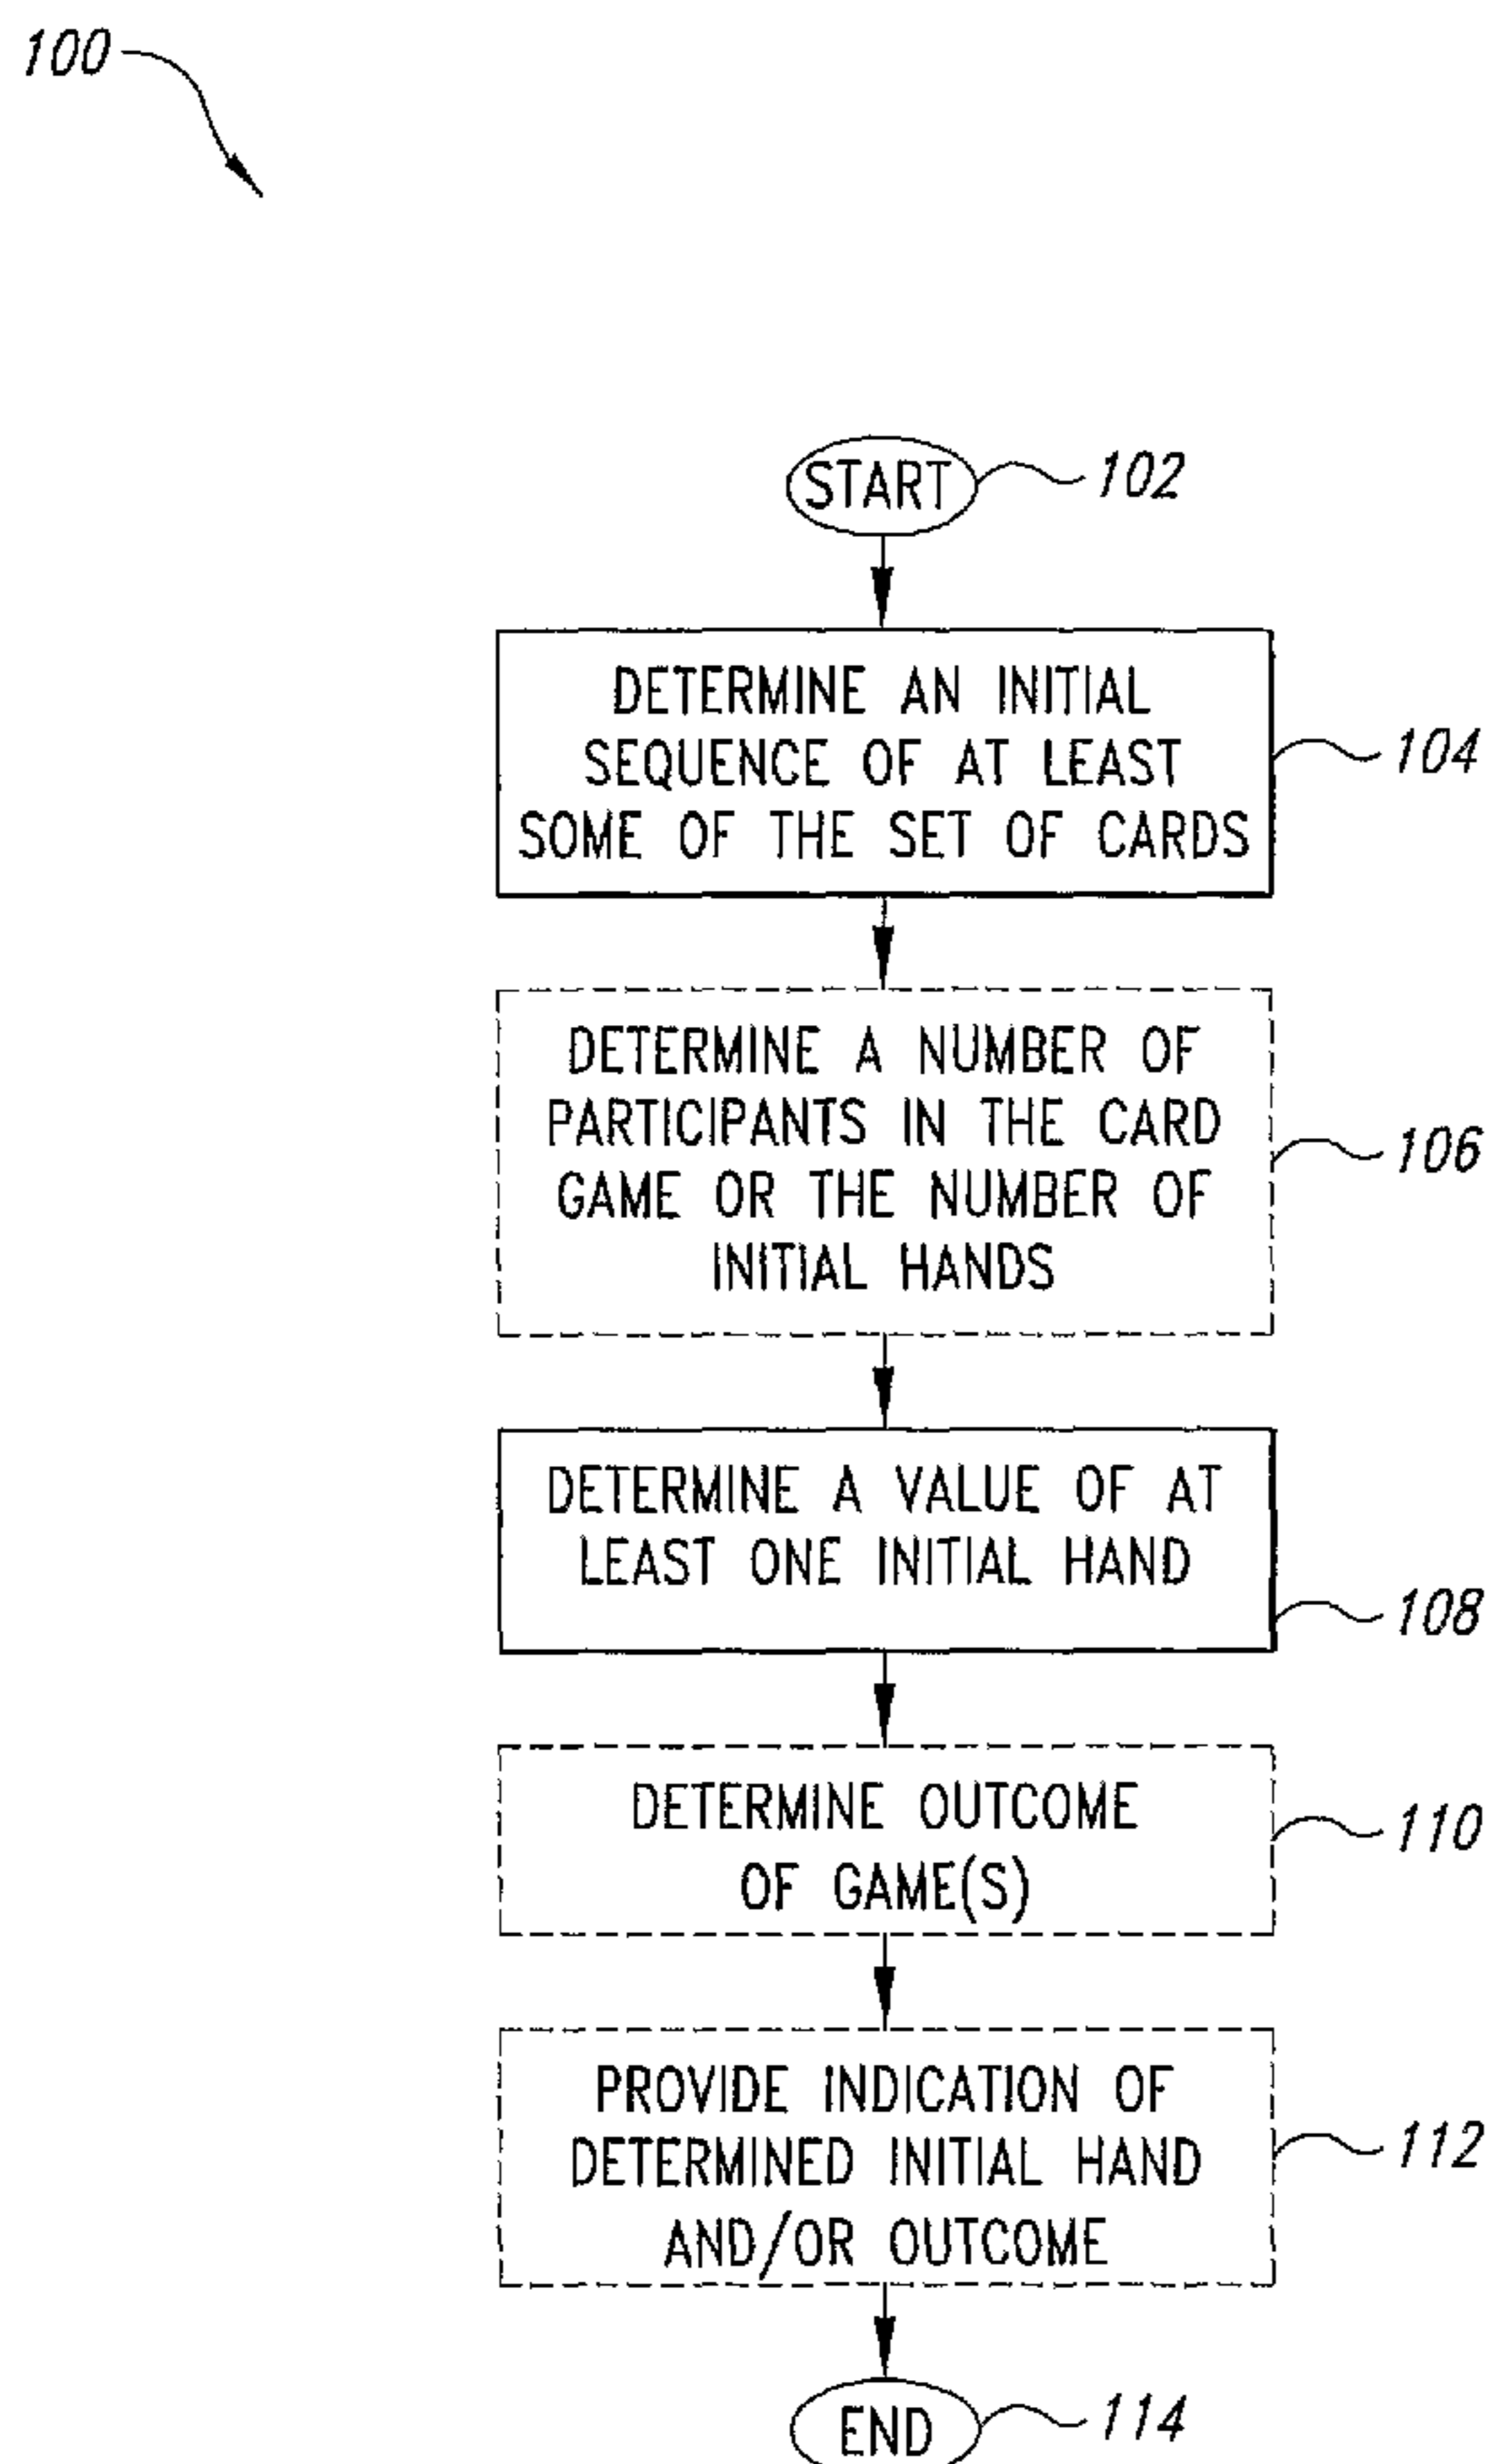 100
START
102
DETERMINE AN INITIAL
SEQUENCE OF AT LEAST
SOME OF THE SET OF CARDS
104
DETERMINE A NUMBER OF
PARTICIPANTS IN THE CARD
GAME OR THE NUMBER OF
INITIAL HANDS
106
DETERMINE A VALUE OF AT
LEAST ONE INITIAL HAND
108
DETERMINE OUTCOME
OF GAME(S)
110
PROVIDE INDICATION OF
DETERMINED INITIAL HAND
AND/OR OUTCOME
112
END
114